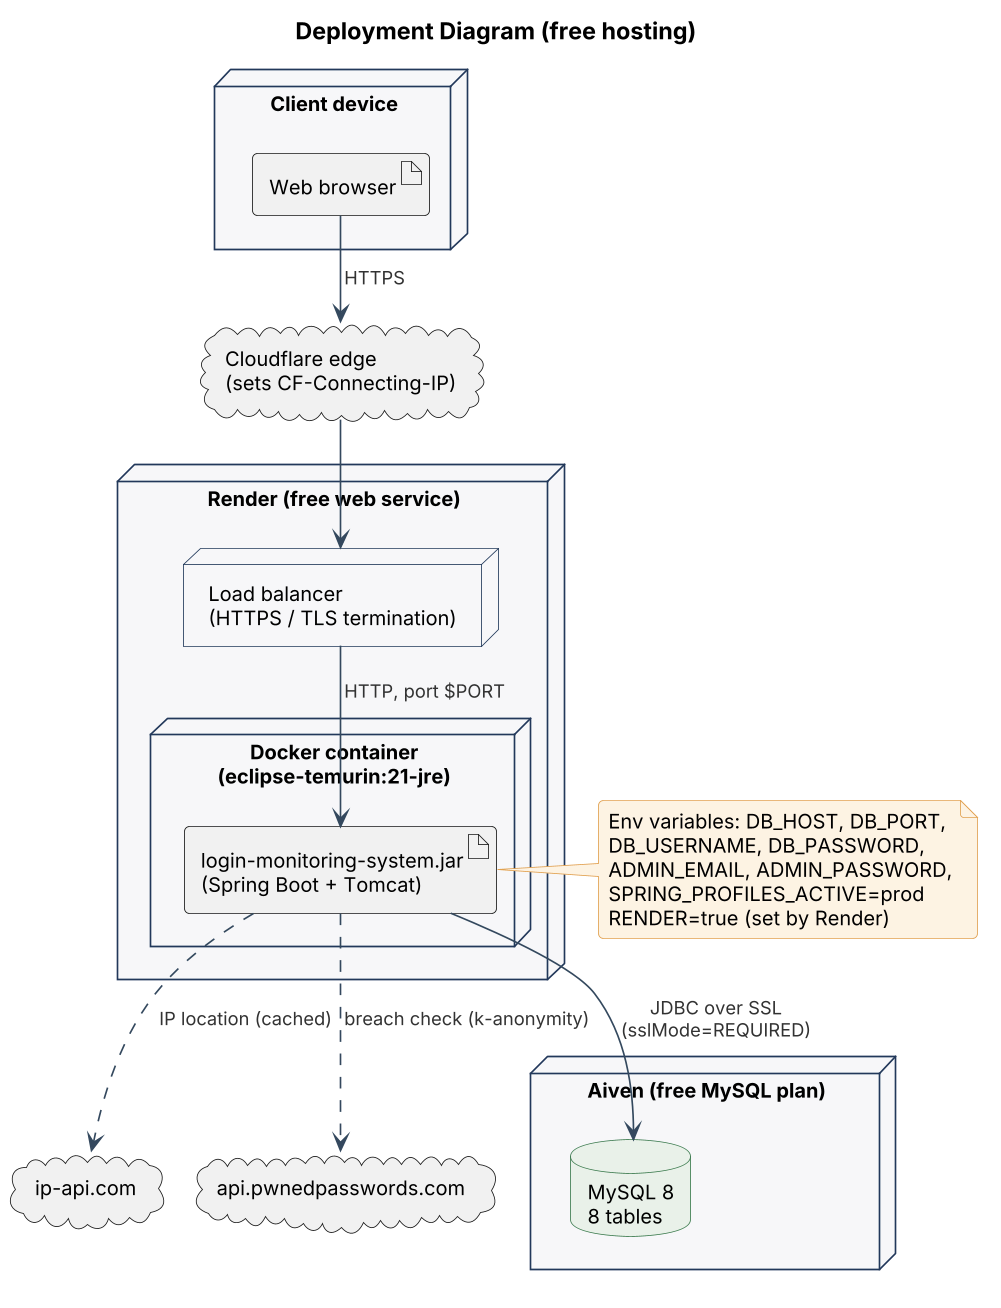 Deployment Diagram (free hosting)
Client device
Web browser
HTTPS
Cloudflare edge
(sets CF-Connecting-IP)
Render (free web service)
Load balancer
(HTTPS / TLS termination)
HTTP, port $PORT
Docker container
(eclipse-temurin:21-jre)
login-monitoring-system.jar
(Spring Boot + Tomcat)
Env variables: DB_HOST, DB_PORT,
DB_USERNAME, DB_PASSWORD,
ADMIN_EMAIL, ADMIN_PASSWORD,
SPRING_PROFILES_ACTIVE=prod
RENDER=true (set by Render)
IP location (cached)
breach check (k-anonymity)
JDBC over SSL
(sslMode=REQUIRED)
Aiven (free MySQL plan)
ip-api.com
api.pwnedpasswords.com
MySQL 8
8 tables